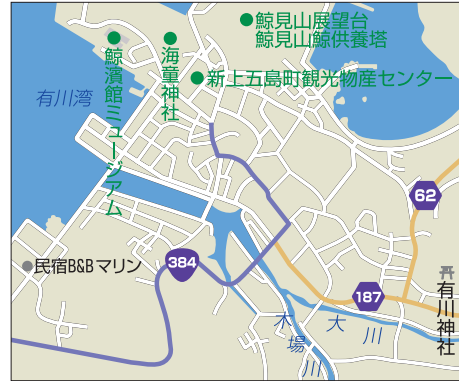 鯨見山展望台
鯨見山鯨供養塔
鯨濱館ミュージアム
海童神社
新上五島町観光物産センター
有川湾
62
384
民宿B&Bマリン
187
有川神社
大川
木場川